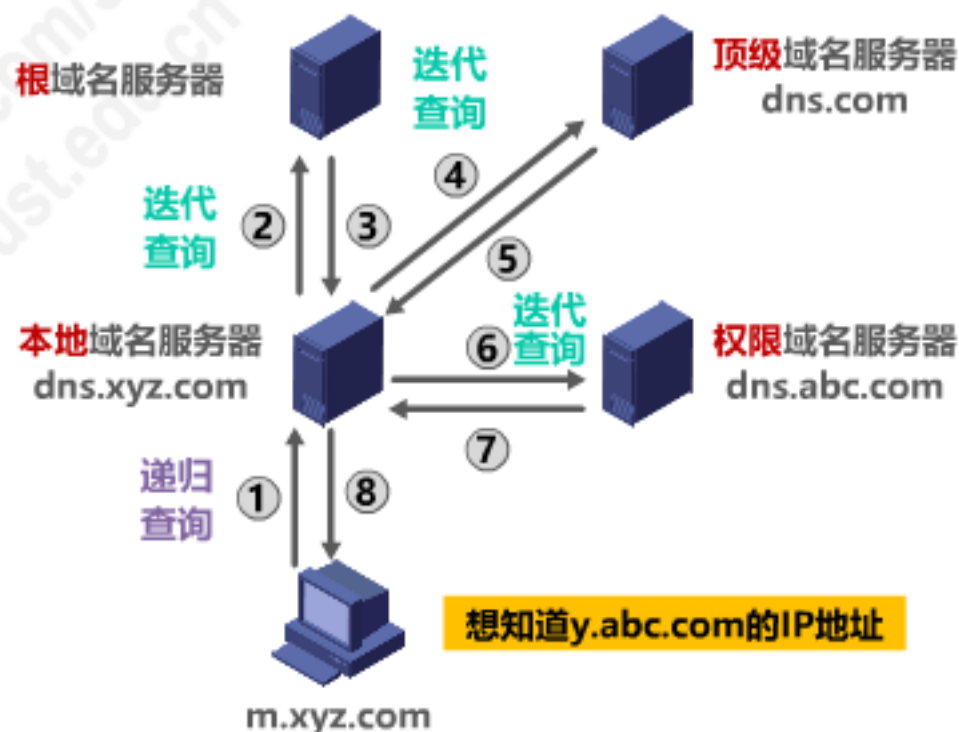 根域名服务器
迭代
查询
顶级域名服务器
dns.com
④
迭代
查询
②
③
⑤
本地域名服务器
dns.xyz.com
迭代
查询
⑥
权限域名服务器
dns.abc.com
⑦
递归
查询
①
⑧
想知道y.abc.com的IP地址
m.xyz.com